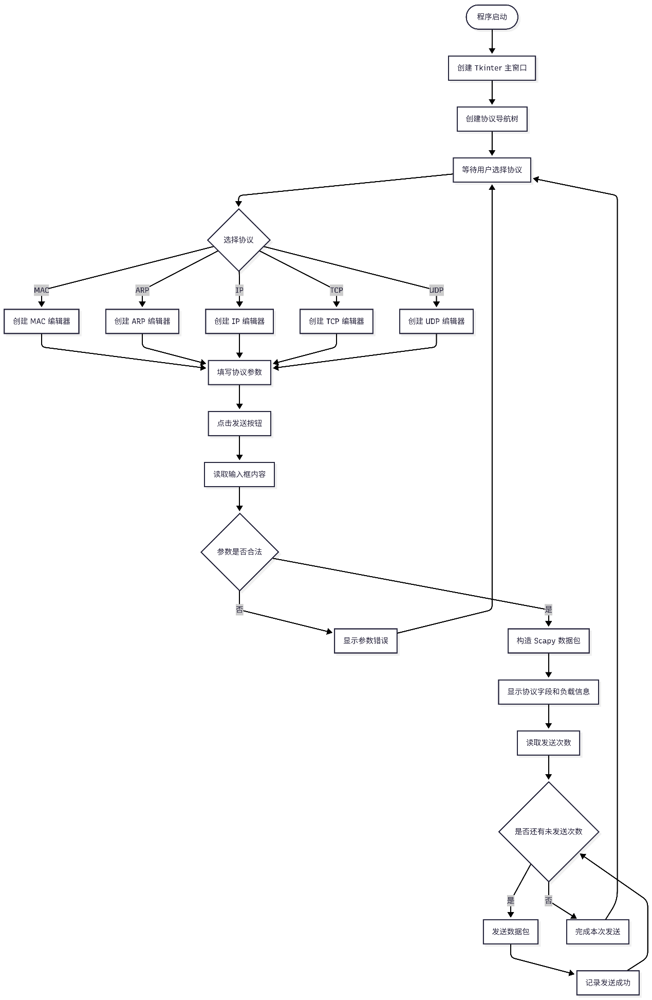 程序启动
创建 Tkinter 主窗口
创建协议导航树
等待用户选择协议
选择协议
MAC
ARP
IP
TCP
UDP
创建 MAC 编辑器
创建 ARP 编辑器
创建 IP 编辑器
创建 TCP 编辑器
创建 UDP 编辑器
填写协议参数
点击发送按钮
读取输入框内容
参数是否合法
否
是
显示参数错误
构造 Scapy 数据包
显示协议字段和负载信息
读取发送次数
是否还有未发送次数
是
否
发送数据包
完成本次发送
记录发送成功